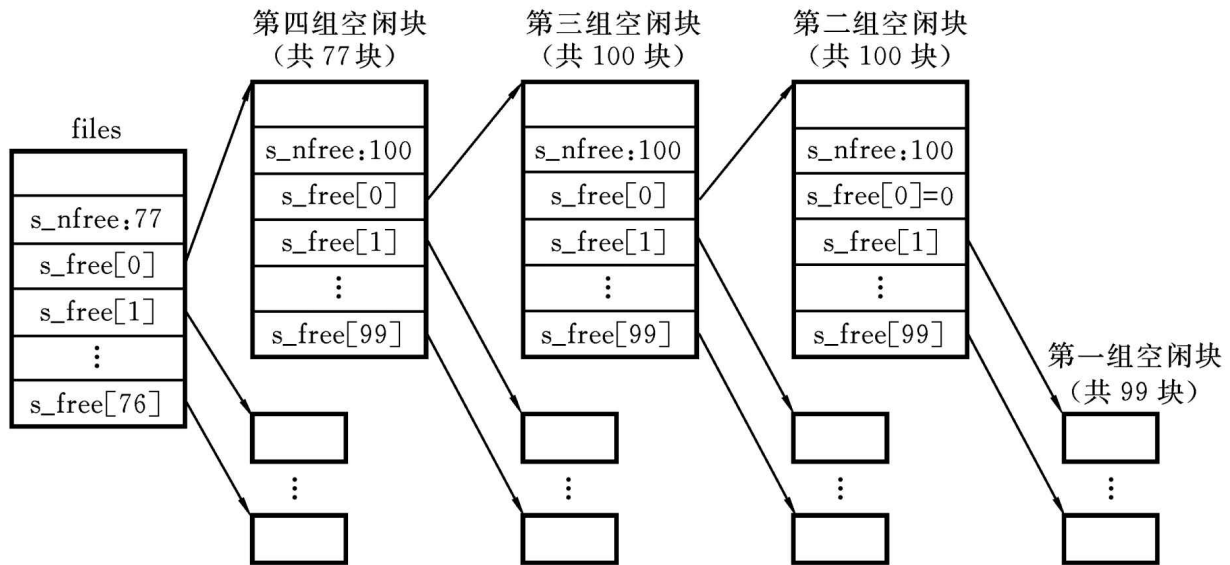 第四组空闲块
（共 77 块）
第三组空闲块
（共 100 块）
第二组空闲块
（共 100 块）
files
s_nfree:77
s_free[0]
s_free[1]
⋮
s_free[76]
s_nfree:100
s_free[0]
s_free[1]
⋮
s_free[99]
s_nfree:100
s_free[0]
s_free[1]
⋮
s_free[99]
s_nfree:100
s_free[0]=0
s_free[1]
⋮
s_free[99]
第一组空闲块
（共 99 块）
⋮
⋮
⋮
⋮